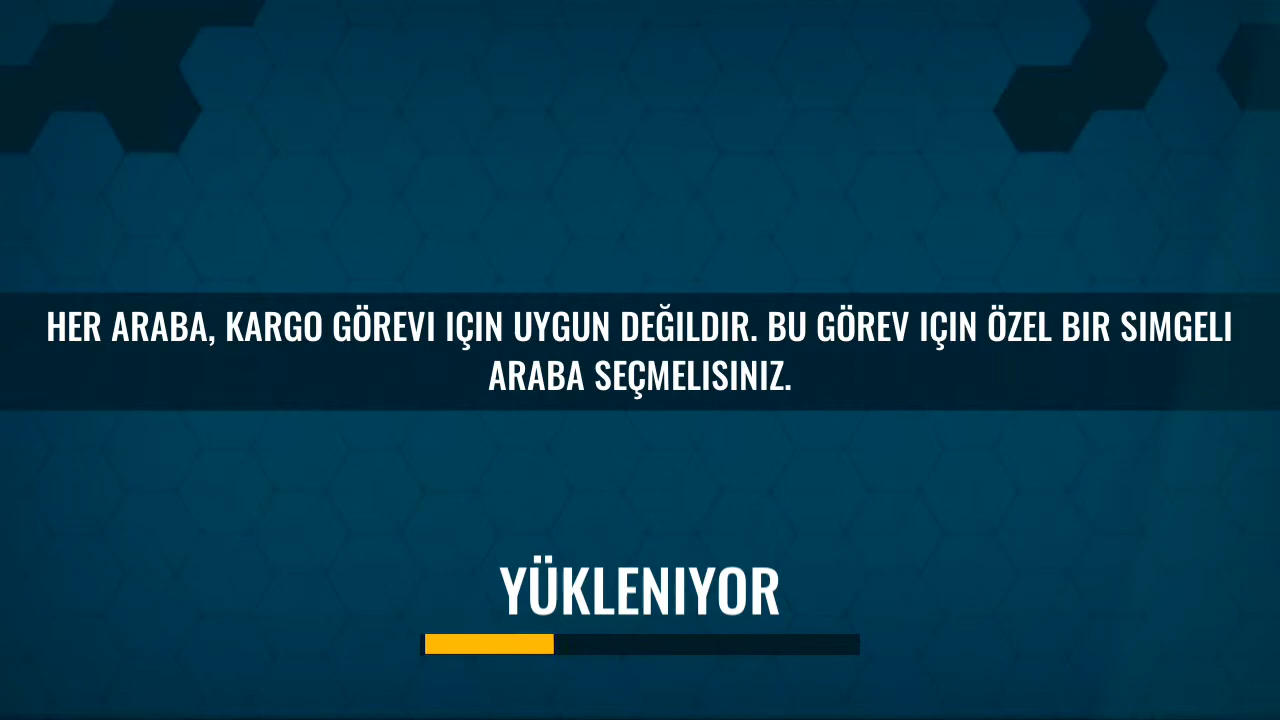 HER ARABA, KARGO GÖREVI IÇIN UYGUN DEĞILDIR. BU GÖREV IÇIN ÖZEL BIR SIMGELI
ARABA SEÇMELISINIZ.
YÜKLENIYOR